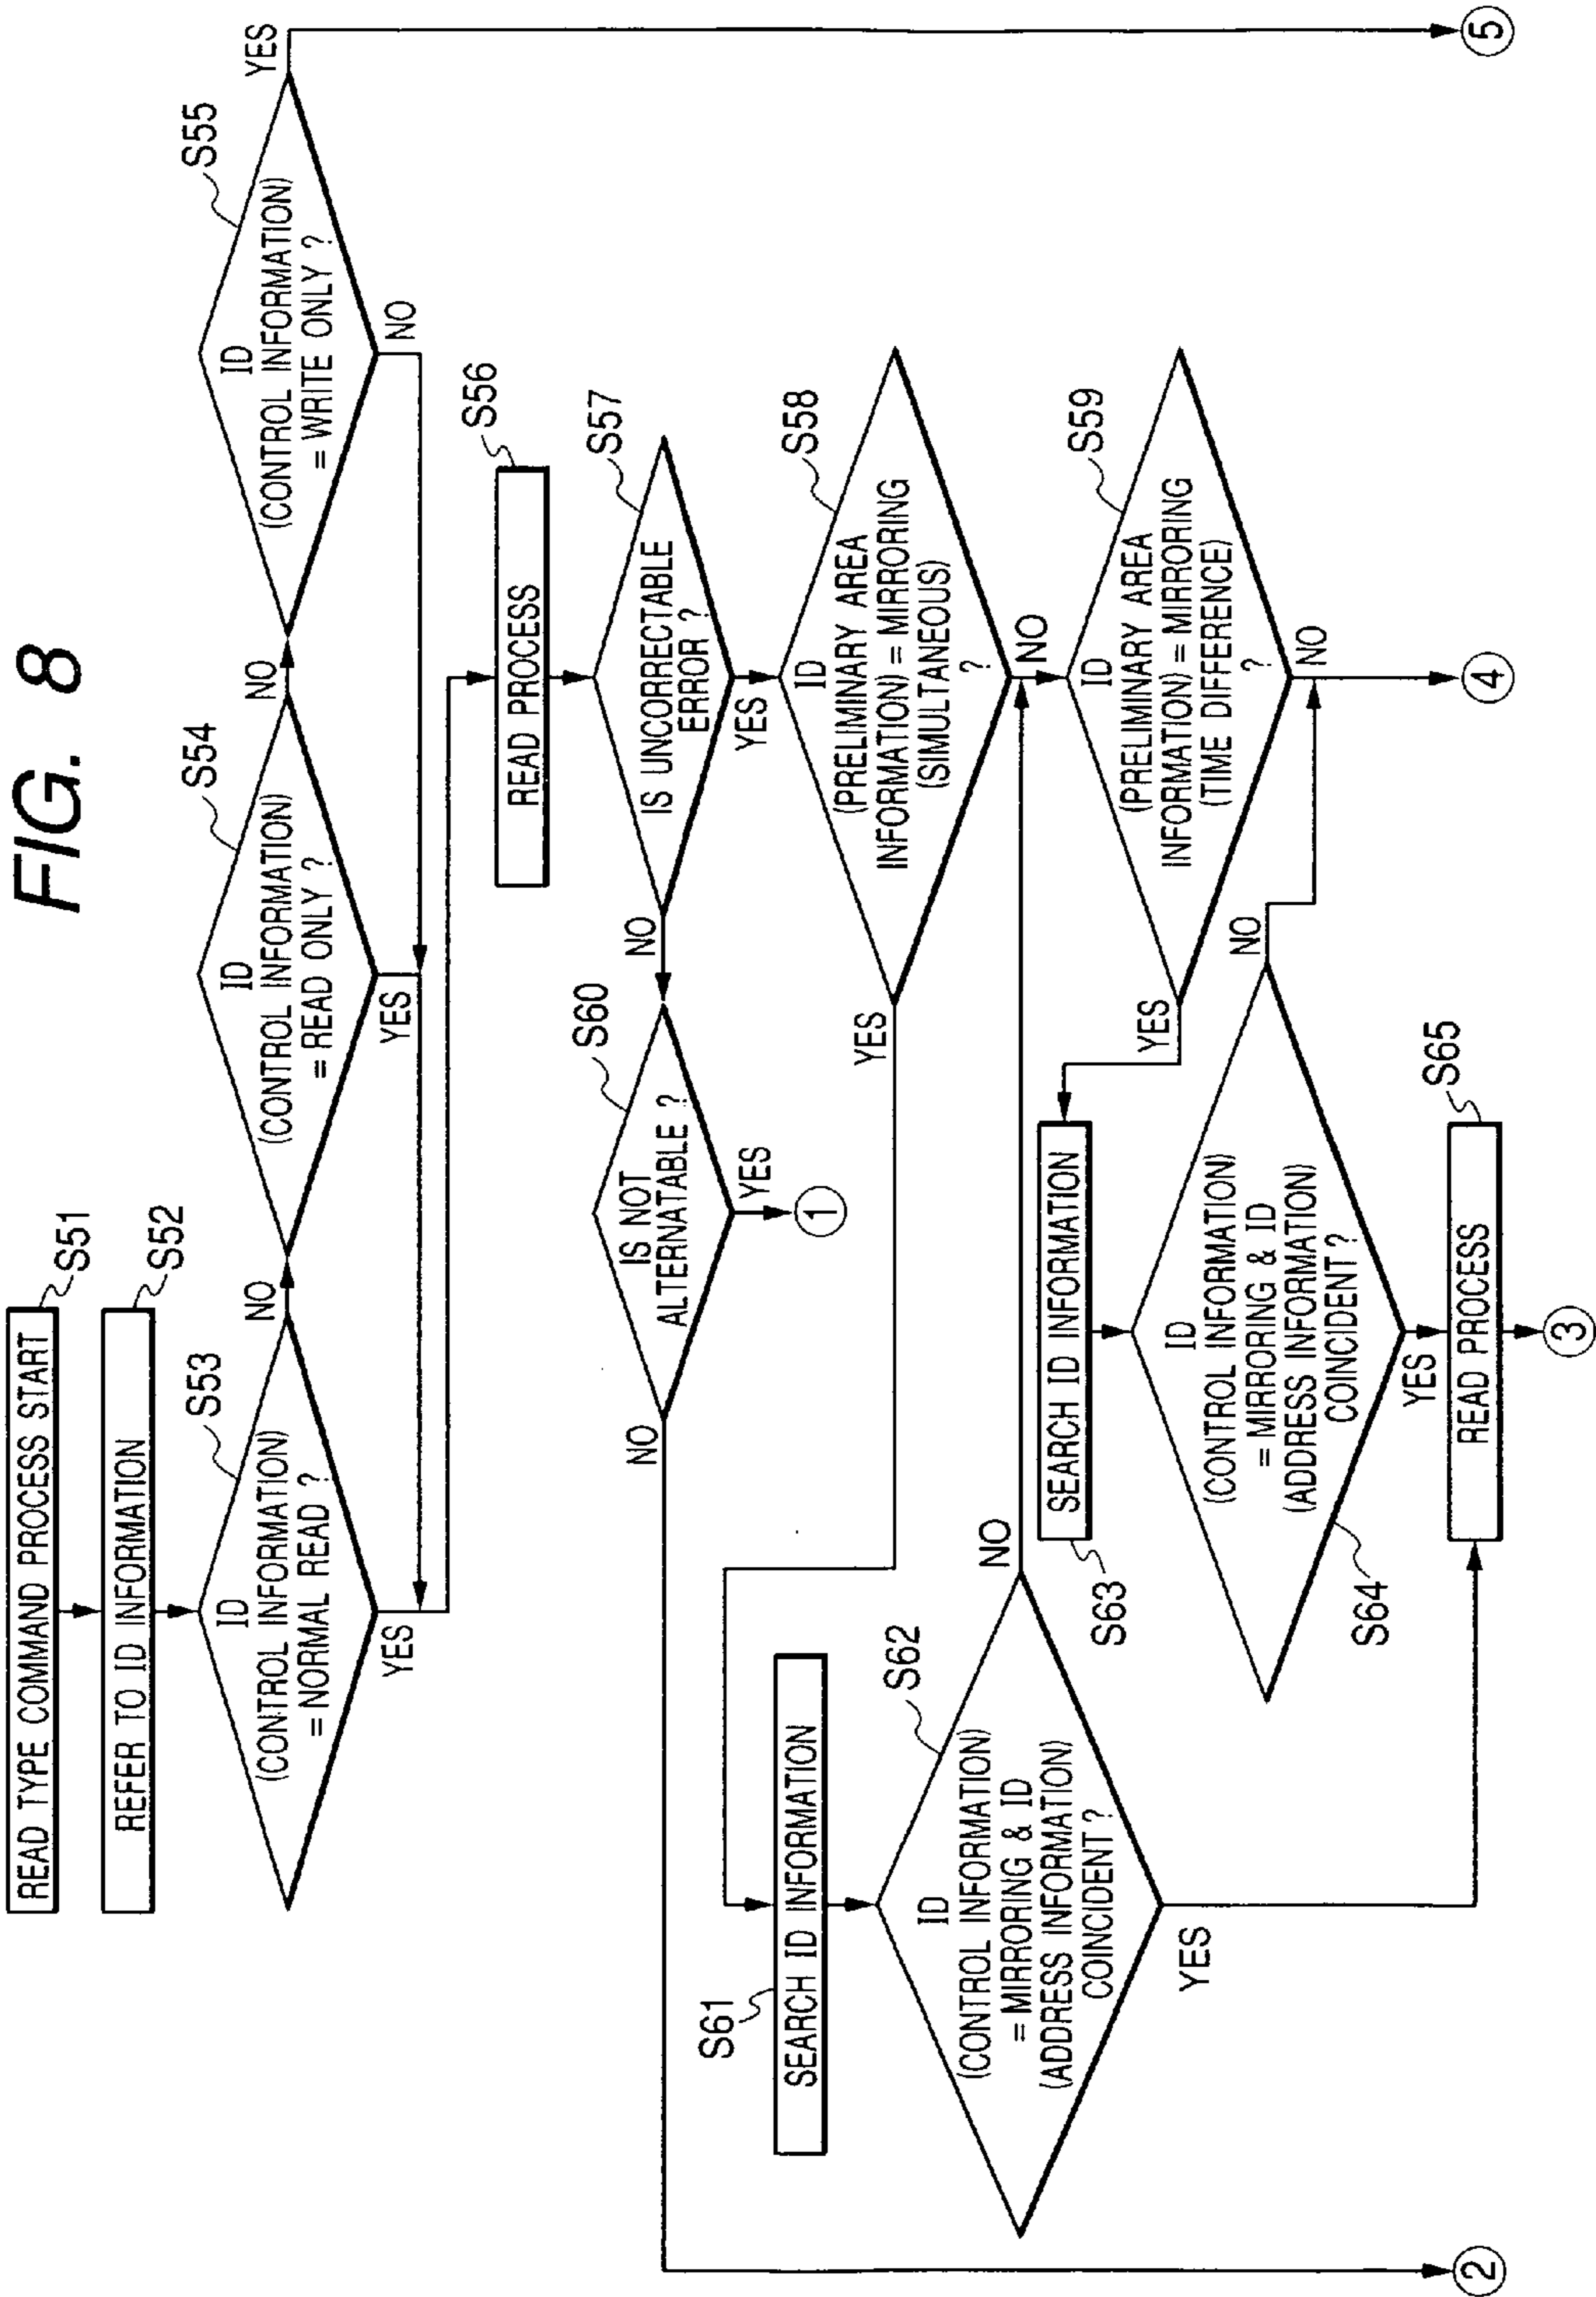 FIG. 8
READ TYPE COMMAND PROCESS START
S51
REFER TO ID INFORMATION
S52
ID
(CONTROL INFORMATION)
= NORMAL READ ?
S53
NO
YES
ID
(CONTROL INFORMATION)
= READ ONLY ?
S54
NO
YES
ID
(CONTROL INFORMATION)
= WRITE ONLY ?
S55
YES
NO
READ PROCESS
S56
IS UNCORRECTABLE
ERROR ?
S57
NO
YES
IS NOT
ALTERNATABLE ?
S60
NO
YES
1
ID
(PRELIMINARY AREA
INFORMATION) = MIRRORING
(SIMULTANEOUS)
?
S58
YES
NO
ID
(PRELIMINARY AREA
INFORMATION) = MIRRORING
(TIME DIFFERENCE)
?
S59
YES
NO
SEARCH ID INFORMATION
S61
ID
(CONTROL INFORMATION)
= MIRRORING & ID
(ADDRESS INFORMATION)
COINCIDENT ?
S62
NO
YES
SEARCH ID INFORMATION
S63
ID
(CONTROL INFORMATION)
= MIRRORING & ID
(ADDRESS INFORMATION)
COINCIDENT ?
S64
NO
YES
READ PROCESS
S65
2
3
4
5